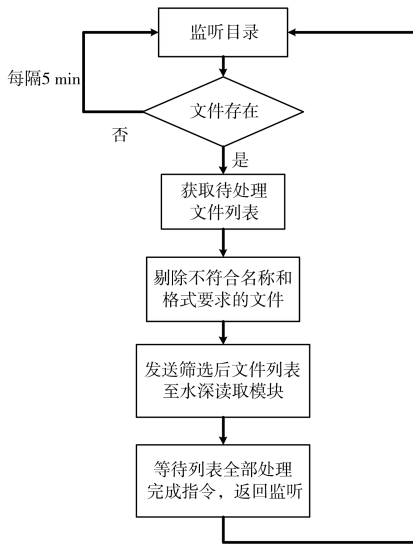 监听目录
每隔5 min
文件存在
否
是
获取待处理
文件列表
剔除不符合名称和
格式要求的文件
发送筛选后文件列表
至水深读取模块
等待列表全部处理
完成指令，返回监听